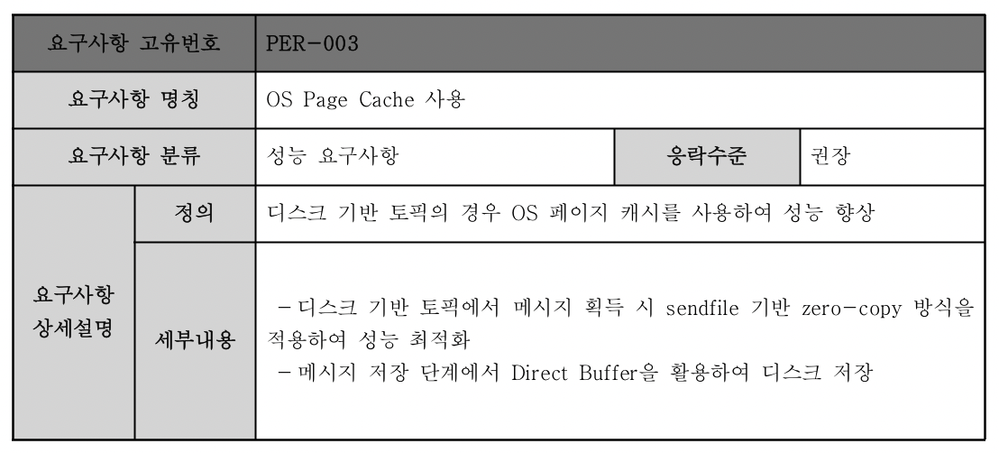 요구사항 고유번호 PER-003
요구사항 명칭 OS Page Cache 사용
요구사항 분류 성능 요구사항 응락수준 권장
요구사항 상세설명 정의 디스크 기반 토픽의 경우 OS 페이지 캐시를 사용하여 성능 향상
세부내용
- 디스크 기반 토픽에서 메시지 획득 시 sendfile 기반 zero-copy 방식을
적용하여 성능 최적화
- 메시지 저장 단계에서 Direct Buffer을 활용하여 디스크 저장